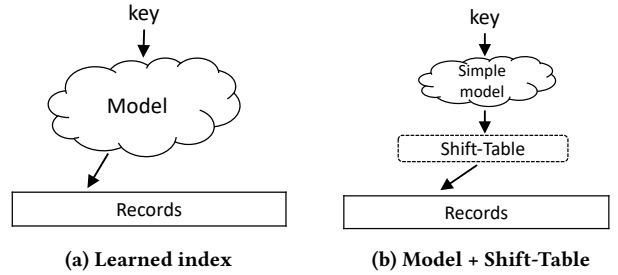 key
Model
Records
(a) Learned index
key
Simple
model
Shift-Table
Records
(b) Model + Shift-Table